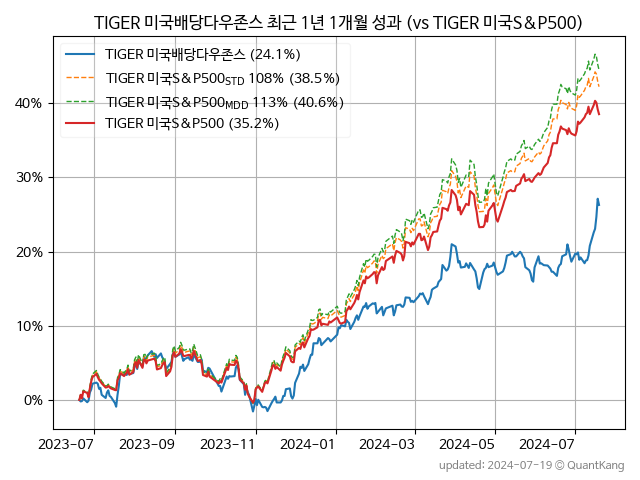 TIGER 미국배당다우존스 최근 1년 1개월 성과 (vs TIGER 미국S&P500)
TIGER 미국배당다우존스 (24.1%)
TIGER 미국S&P500STD 108% (38.5%)
TIGER 미국S&P500MDD 113% (40.6%)
TIGER 미국S&P500 (35.2%)
40%
30%
20%
10%
0%
2023-07 2023-09 2023-11 2024-01 2024-03 2024-05 2024-07
updated: 2024-07-19 © QuantKang